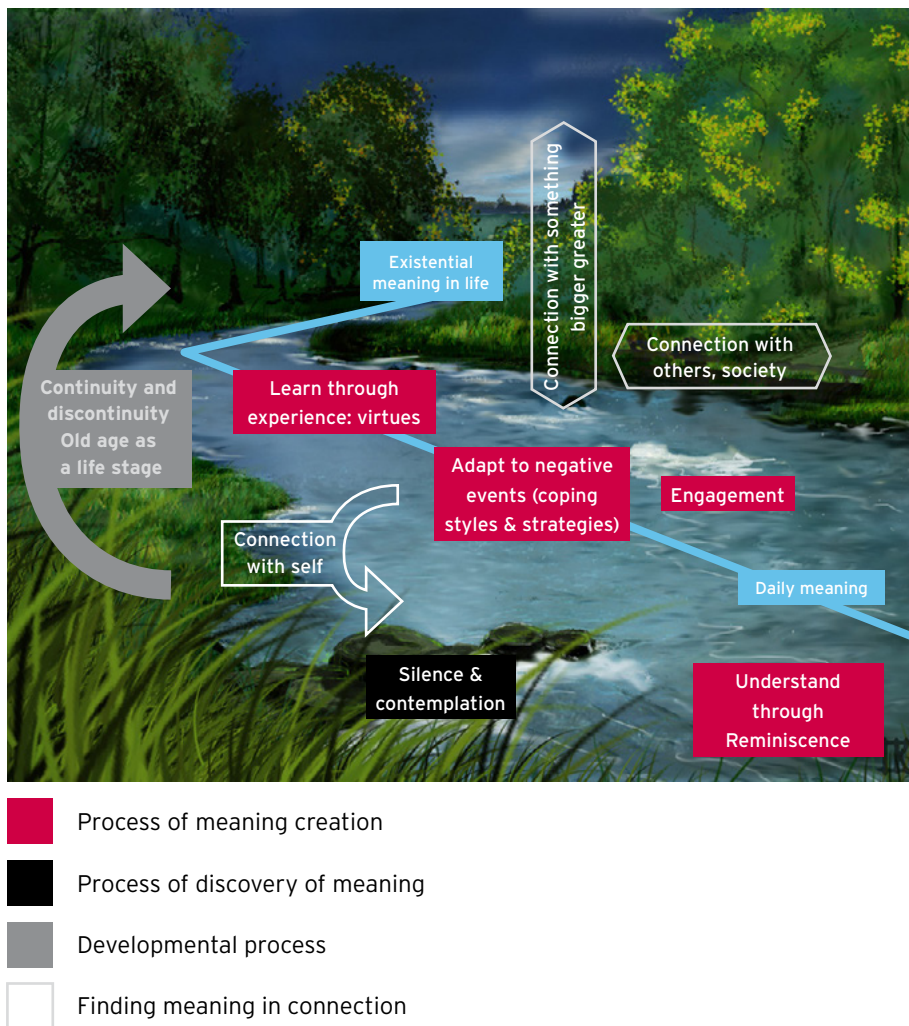 Connection with something
bigger greater
Existential
meaning in life
Connection with
others, society
Continuity and
discontinuity
Old age as
a life stage
Learn through
experience: virtues
Adapt to negative
events (coping
styles & strategies)
Engagement
Connection
with self
Daily meaning
Silence &
contemplation
Understand
through
Reminiscence
Process of meaning creation
Process of discovery of meaning
Developmental process
Finding meaning in connection